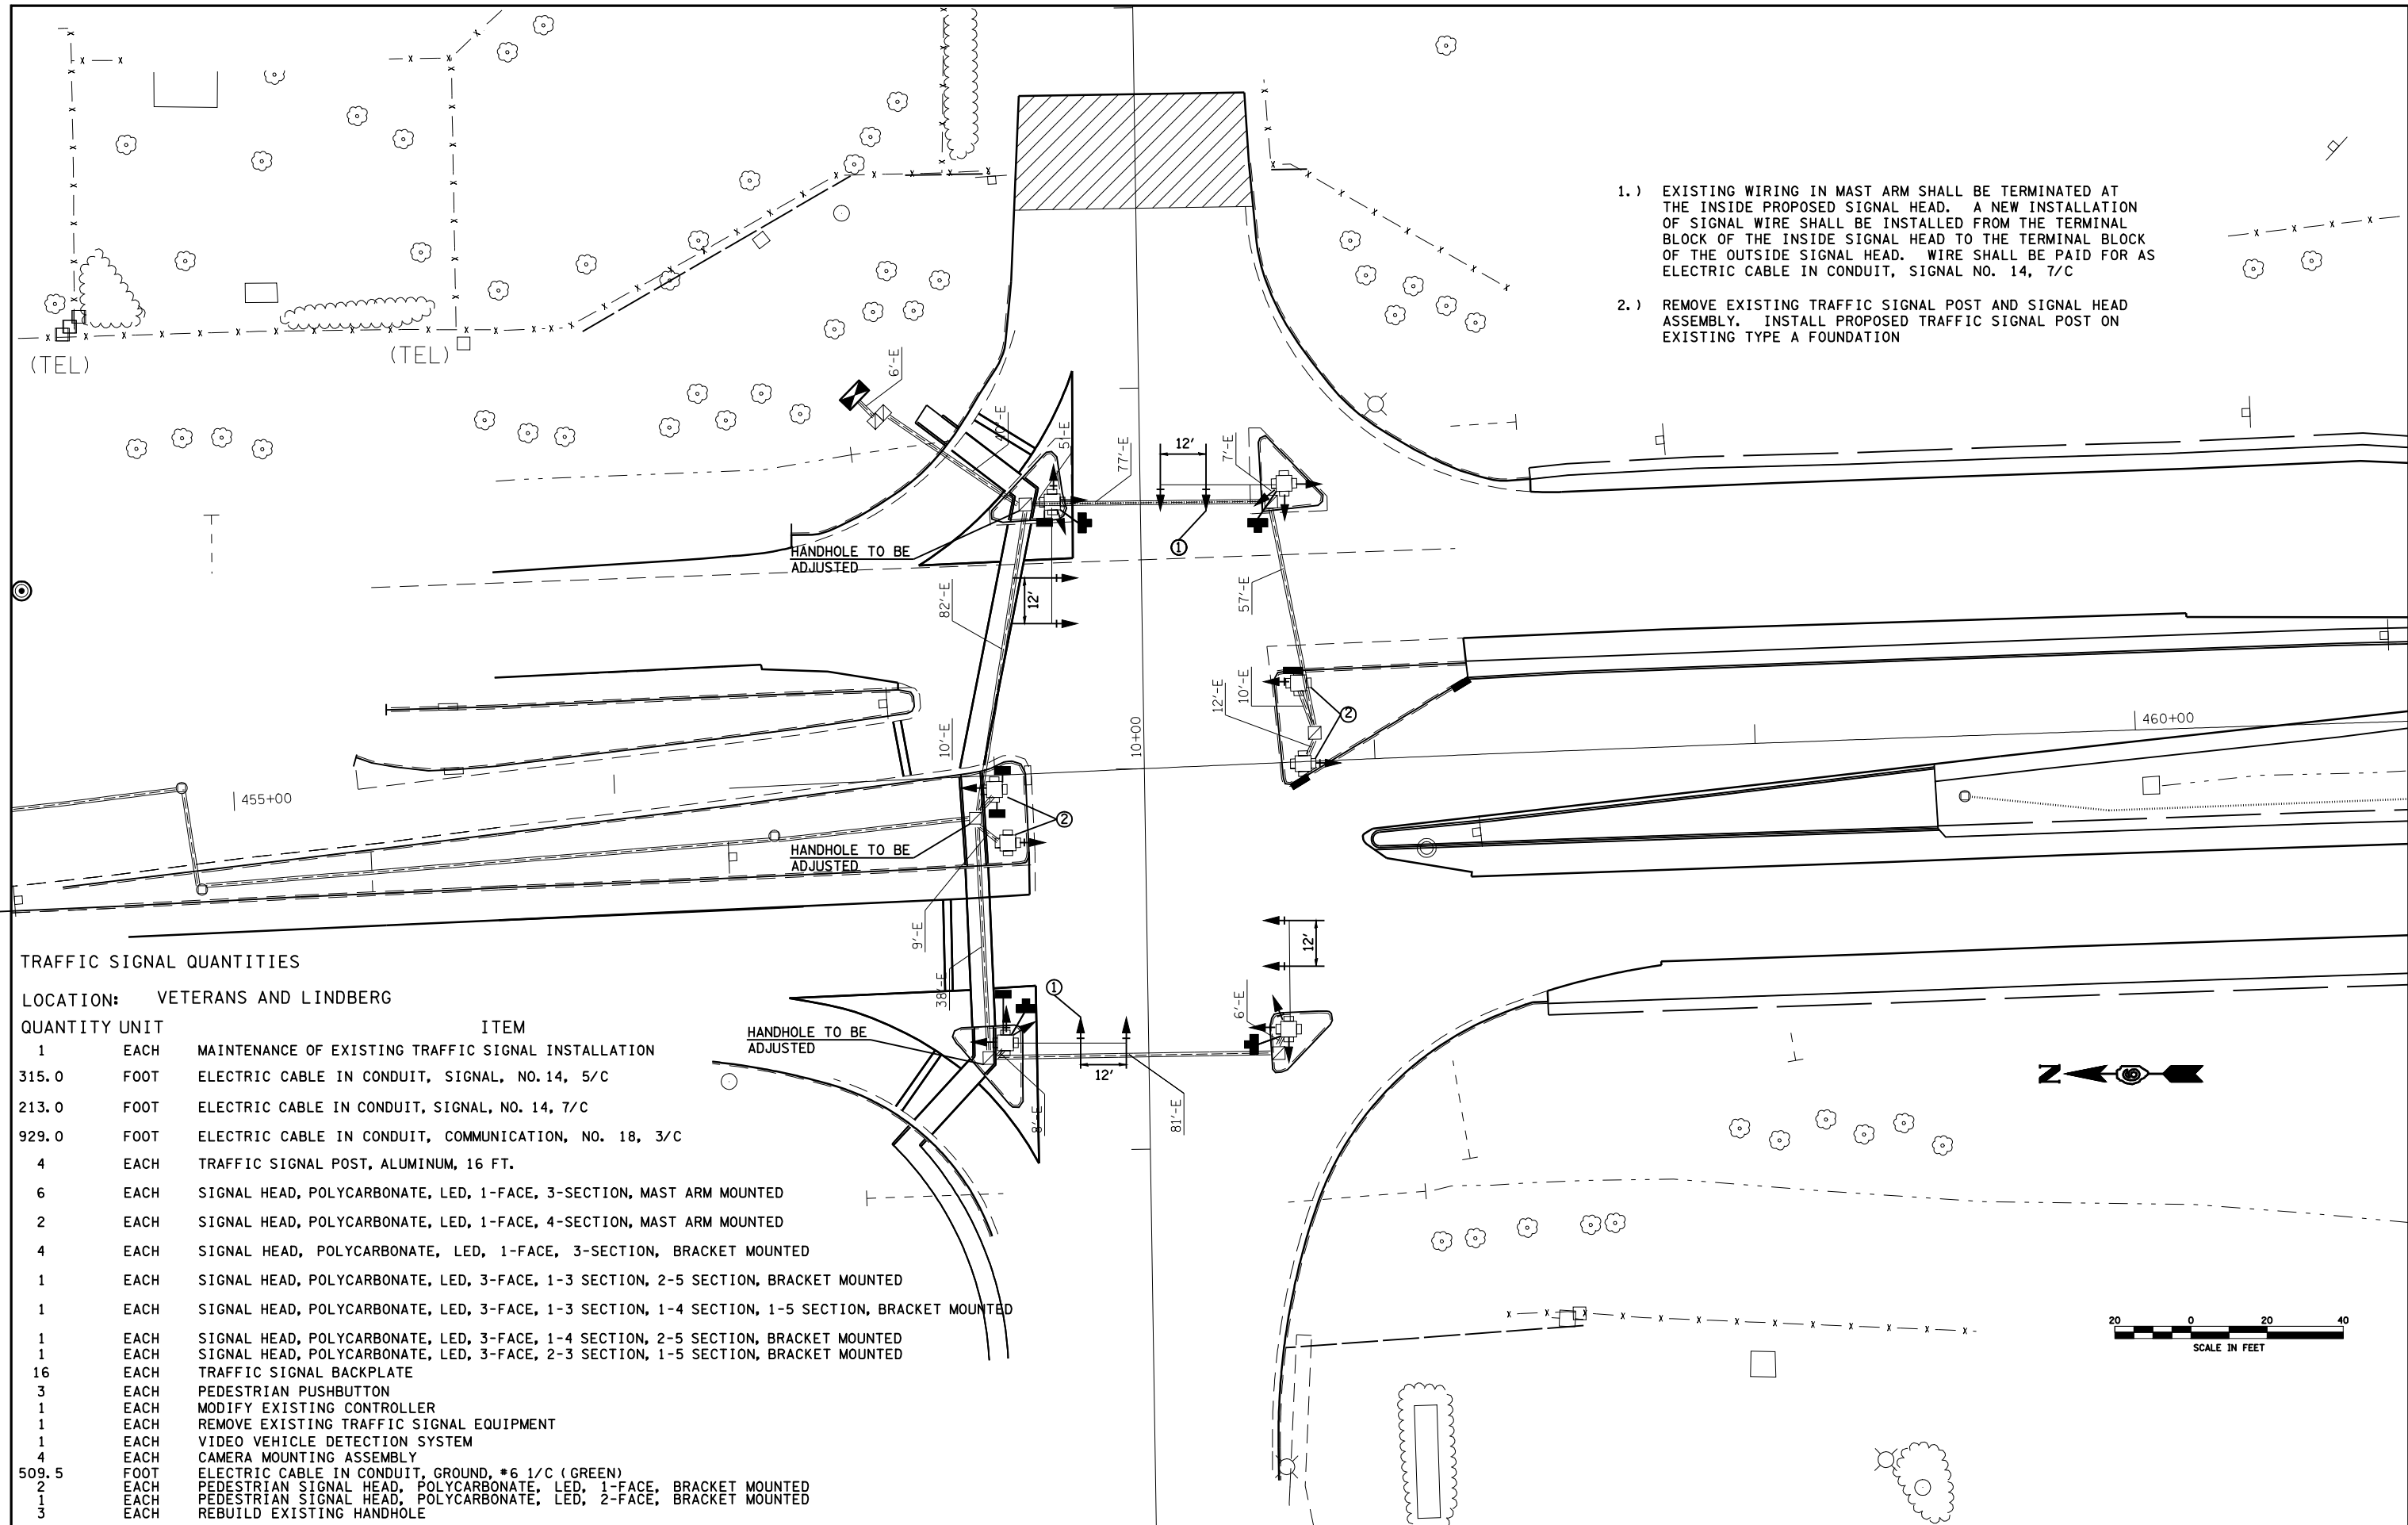 1.) EXISTING WIRING IN MAST ARM SHALL BE TERMINATED AT
THE INSIDE PROPOSED SIGNAL HEAD. A NEW INSTALLATION
OF SIGNAL WIRE SHALL BE INSTALLED FROM THE TERMINAL
BLOCK OF THE INSIDE SIGNAL HEAD TO THE TERMINAL BLOCK
OF THE OUTSIDE SIGNAL HEAD. WIRE SHALL BE PAID FOR AS
ELECTRIC CABLE IN CONDUIT, SIGNAL NO. 14, 7/C
2.) REMOVE EXISTING TRAFFIC SIGNAL POST AND SIGNAL HEAD
ASSEMBLY. INSTALL PROPOSED TRAFFIC SIGNAL POST ON
EXISTING TYPE A FOUNDATION
(TEL)
(TEL)
6'-E
40'-E
5'-E
77'-E
12'
7'-E
1
HANDHOLE TO BE
ADJUSTED
82'-E
12'
57'-E
10'-E
12'-E
10'-E
2
10+00
460+00
455+00
2
HANDHOLE TO BE
ADJUSTED
9'-E
38'-E
12'
1
6'-E
HANDHOLE TO BE
ADJUSTED
12'
8'-E
81'-E
N
TRAFFIC SIGNAL QUANTITIES
LOCATION: VETERANS AND LINDBERG
QUANTITY UNIT ITEM
1 EACH MAINTENANCE OF EXISTING TRAFFIC SIGNAL INSTALLATION
315.0 FOOT ELECTRIC CABLE IN CONDUIT, SIGNAL, NO.14, 5/C
213.0 FOOT ELECTRIC CABLE IN CONDUIT, SIGNAL, NO. 14, 7/C
929.0 FOOT ELECTRIC CABLE IN CONDUIT, COMMUNICATION, NO. 18, 3/C
4 EACH TRAFFIC SIGNAL POST, ALUMINUM, 16 FT.
6 EACH SIGNAL HEAD, POLYCARBONATE, LED, 1-FACE, 3-SECTION, MAST ARM MOUNTED
2 EACH SIGNAL HEAD, POLYCARBONATE, LED, 1-FACE, 4-SECTION, MAST ARM MOUNTED
4 EACH SIGNAL HEAD, POLYCARBONATE, LED, 1-FACE, 3-SECTION, BRACKET MOUNTED
1 EACH SIGNAL HEAD, POLYCARBONATE, LED, 3-FACE, 1-3 SECTION, 2-5 SECTION, BRACKET MOUNTED
1 EACH SIGNAL HEAD, POLYCARBONATE, LED, 3-FACE, 1-3 SECTION, 1-4 SECTION, 1-5 SECTION, BRACKET MOUNTED
1 EACH SIGNAL HEAD, POLYCARBONATE, LED, 3-FACE, 1-4 SECTION, 2-5 SECTION, BRACKET MOUNTED
1 EACH SIGNAL HEAD, POLYCARBONATE, LED, 3-FACE, 2-3 SECTION, 1-5 SECTION, BRACKET MOUNTED
16 EACH TRAFFIC SIGNAL BACKPLATE
3 EACH PEDESTRIAN PUSHBUTTON
1 EACH MODIFY EXISTING CONTROLLER
1 EACH REMOVE EXISTING TRAFFIC SIGNAL EQUIPMENT
1 EACH VIDEO VEHICLE DETECTION SYSTEM
4 EACH CAMERA MOUNTING ASSEMBLY
509.5 FOOT ELECTRIC CABLE IN CONDUIT, GROUND, #6 1/C (GREEN)
2 EACH PEDESTRIAN SIGNAL HEAD, POLYCARBONATE, LED, 1-FACE, BRACKET MOUNTED
1 EACH PEDESTRIAN SIGNAL HEAD, POLYCARBONATE, LED, 2-FACE, BRACKET MOUNTED
3 EACH REBUILD EXISTING HANDHOLE
20 0 20 40
SCALE IN FEET